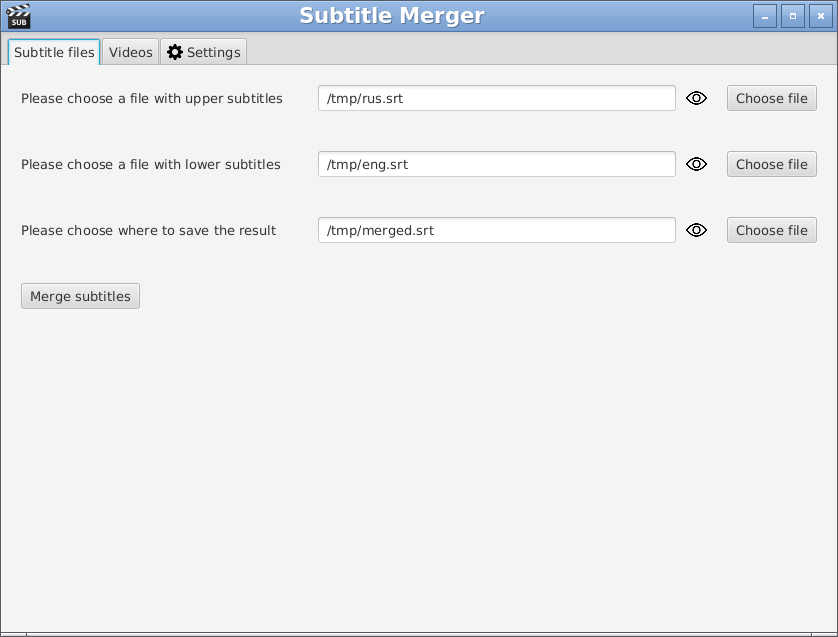 SUB
Subtitle Merger
Subtitle files Videos Settings
Please choose a file with upper subtitles /tmp/rus.srt Choose file
Please choose a file with lower subtitles /tmp/eng.srt Choose file
Please choose where to save the result /tmp/merged.srt Choose file
Merge subtitles